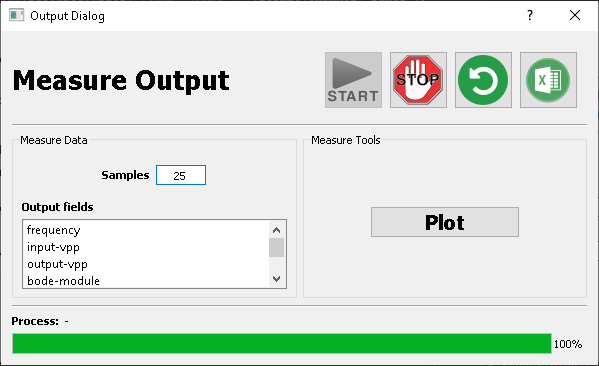 Output Dialog
Measure Output
START
STOP
X
Measure Data
Measure Tools
Samples 25
Output fields
frequency
input-vpp
output-vpp
bode-module
Plot
Process: -
100%